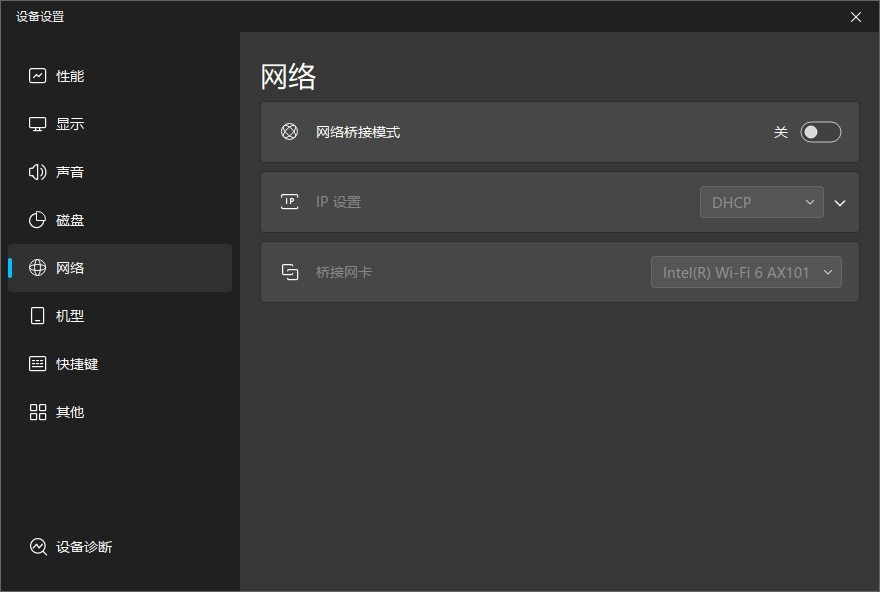 设备设置
性能
显示
声音
磁盘
网络
机型
快捷键
其他
设备诊断
网络
网络桥接模式
关
IP
IP 设置
DHCP
桥接网卡
Intel(R) Wi-Fi 6 AX101